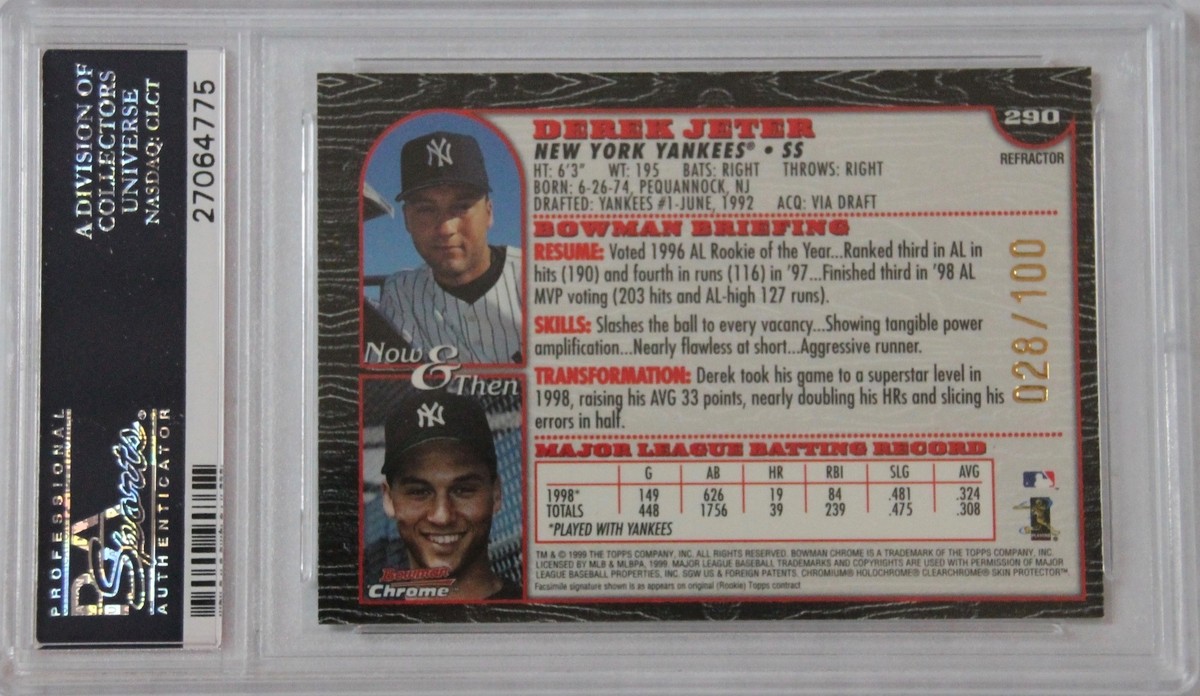 A DIVISION OF
COLLECTORS
UNIVERSE
NASDAQ: CLCT
27064775
PROFESSIONAL
PSA
Sports®
AUTHENTICATOR
290
REFRACTOR
DEREK JETER
NEW YORK YANKEES® • SS
HT: 6'3" WT: 195 BATS: RIGHT THROWS: RIGHT
BORN: 6-26-74, PEQUANNOCK, NJ
DRAFTED: YANKEES #1-JUNE, 1992 ACQ: VIA DRAFT
BOWMAN BRIEFING
RESUME: Voted 1996 AL Rookie of the Year...Ranked third in AL in
hits (190) and fourth in runs (116) in '97...Finished third in '98 AL
MVP voting (203 hits and AL-high 127 runs).
SKILLS: Slashes the ball to every vacancy...Showing tangible power
amplification...Nearly flawless at short...Aggressive runner.
TRANSFORMATION: Derek took his game to a superstar level in
1998, raising his AVG 33 points, nearly doubling his HRs and slicing his
errors in half.
028/100
Now & Then
MAJOR LEAGUE BATTING RECORD
G AB HR RBI SLG AVG
1998* 149 626 19 84 .481 .324
TOTALS 448 1756 39 239 .475 .308
*PLAYED WITH YANKEES
Bowman
Chrome
TM & © 1999 THE TOPPS COMPANY, INC. ALL RIGHTS RESERVED. BOWMAN CHROME IS A TRADEMARK OF THE TOPPS COMPANY, INC.
LICENSED BY MLB & MLBPA, 1999. MAJOR LEAGUE BASEBALL TRADEMARKS AND COPYRIGHTS ARE USED WITH PERMISSION OF MAJOR
LEAGUE BASEBALL PROPERTIES, INC. SGW US & FOREIGN PATENTS. CHROMIUM® HOLOCHROME® CLEARCHROME® SKIN PROTECTOR™
Facsimile signature shown is as appears on original (Rookie) Topps contract